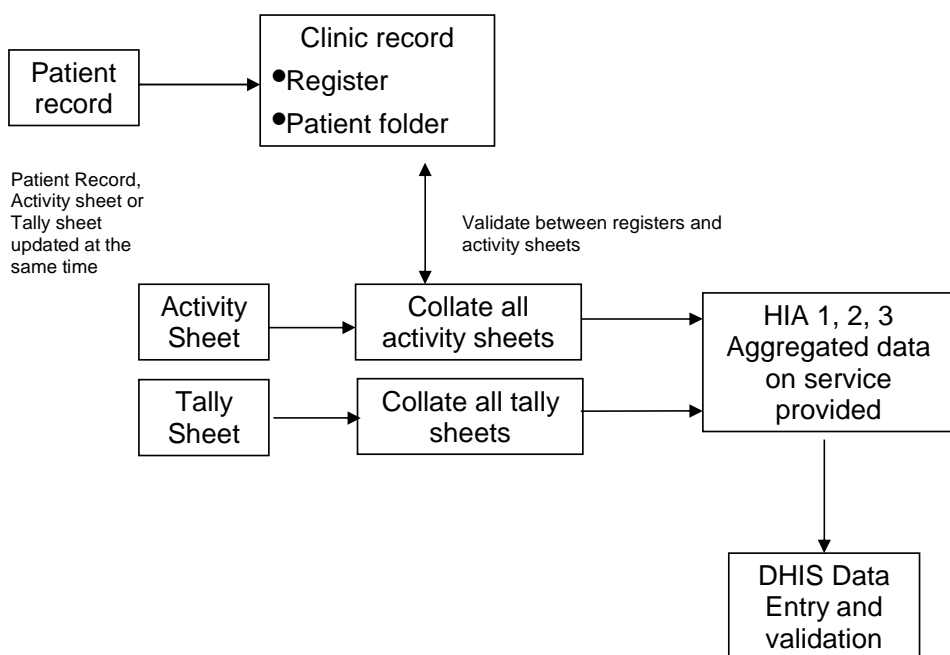 Patient
record
Clinic record
•Register
•Patient folder
Patient Record,
Activity sheet or
Tally sheet
updated at the
same time
Validate between registers and
activity sheets
Activity
Sheet
Collate all
activity sheets
HIA 1, 2, 3
Aggregated data
on service
provided
Tally
Sheet
Collate all tally
sheets
DHIS Data
Entry and
validation